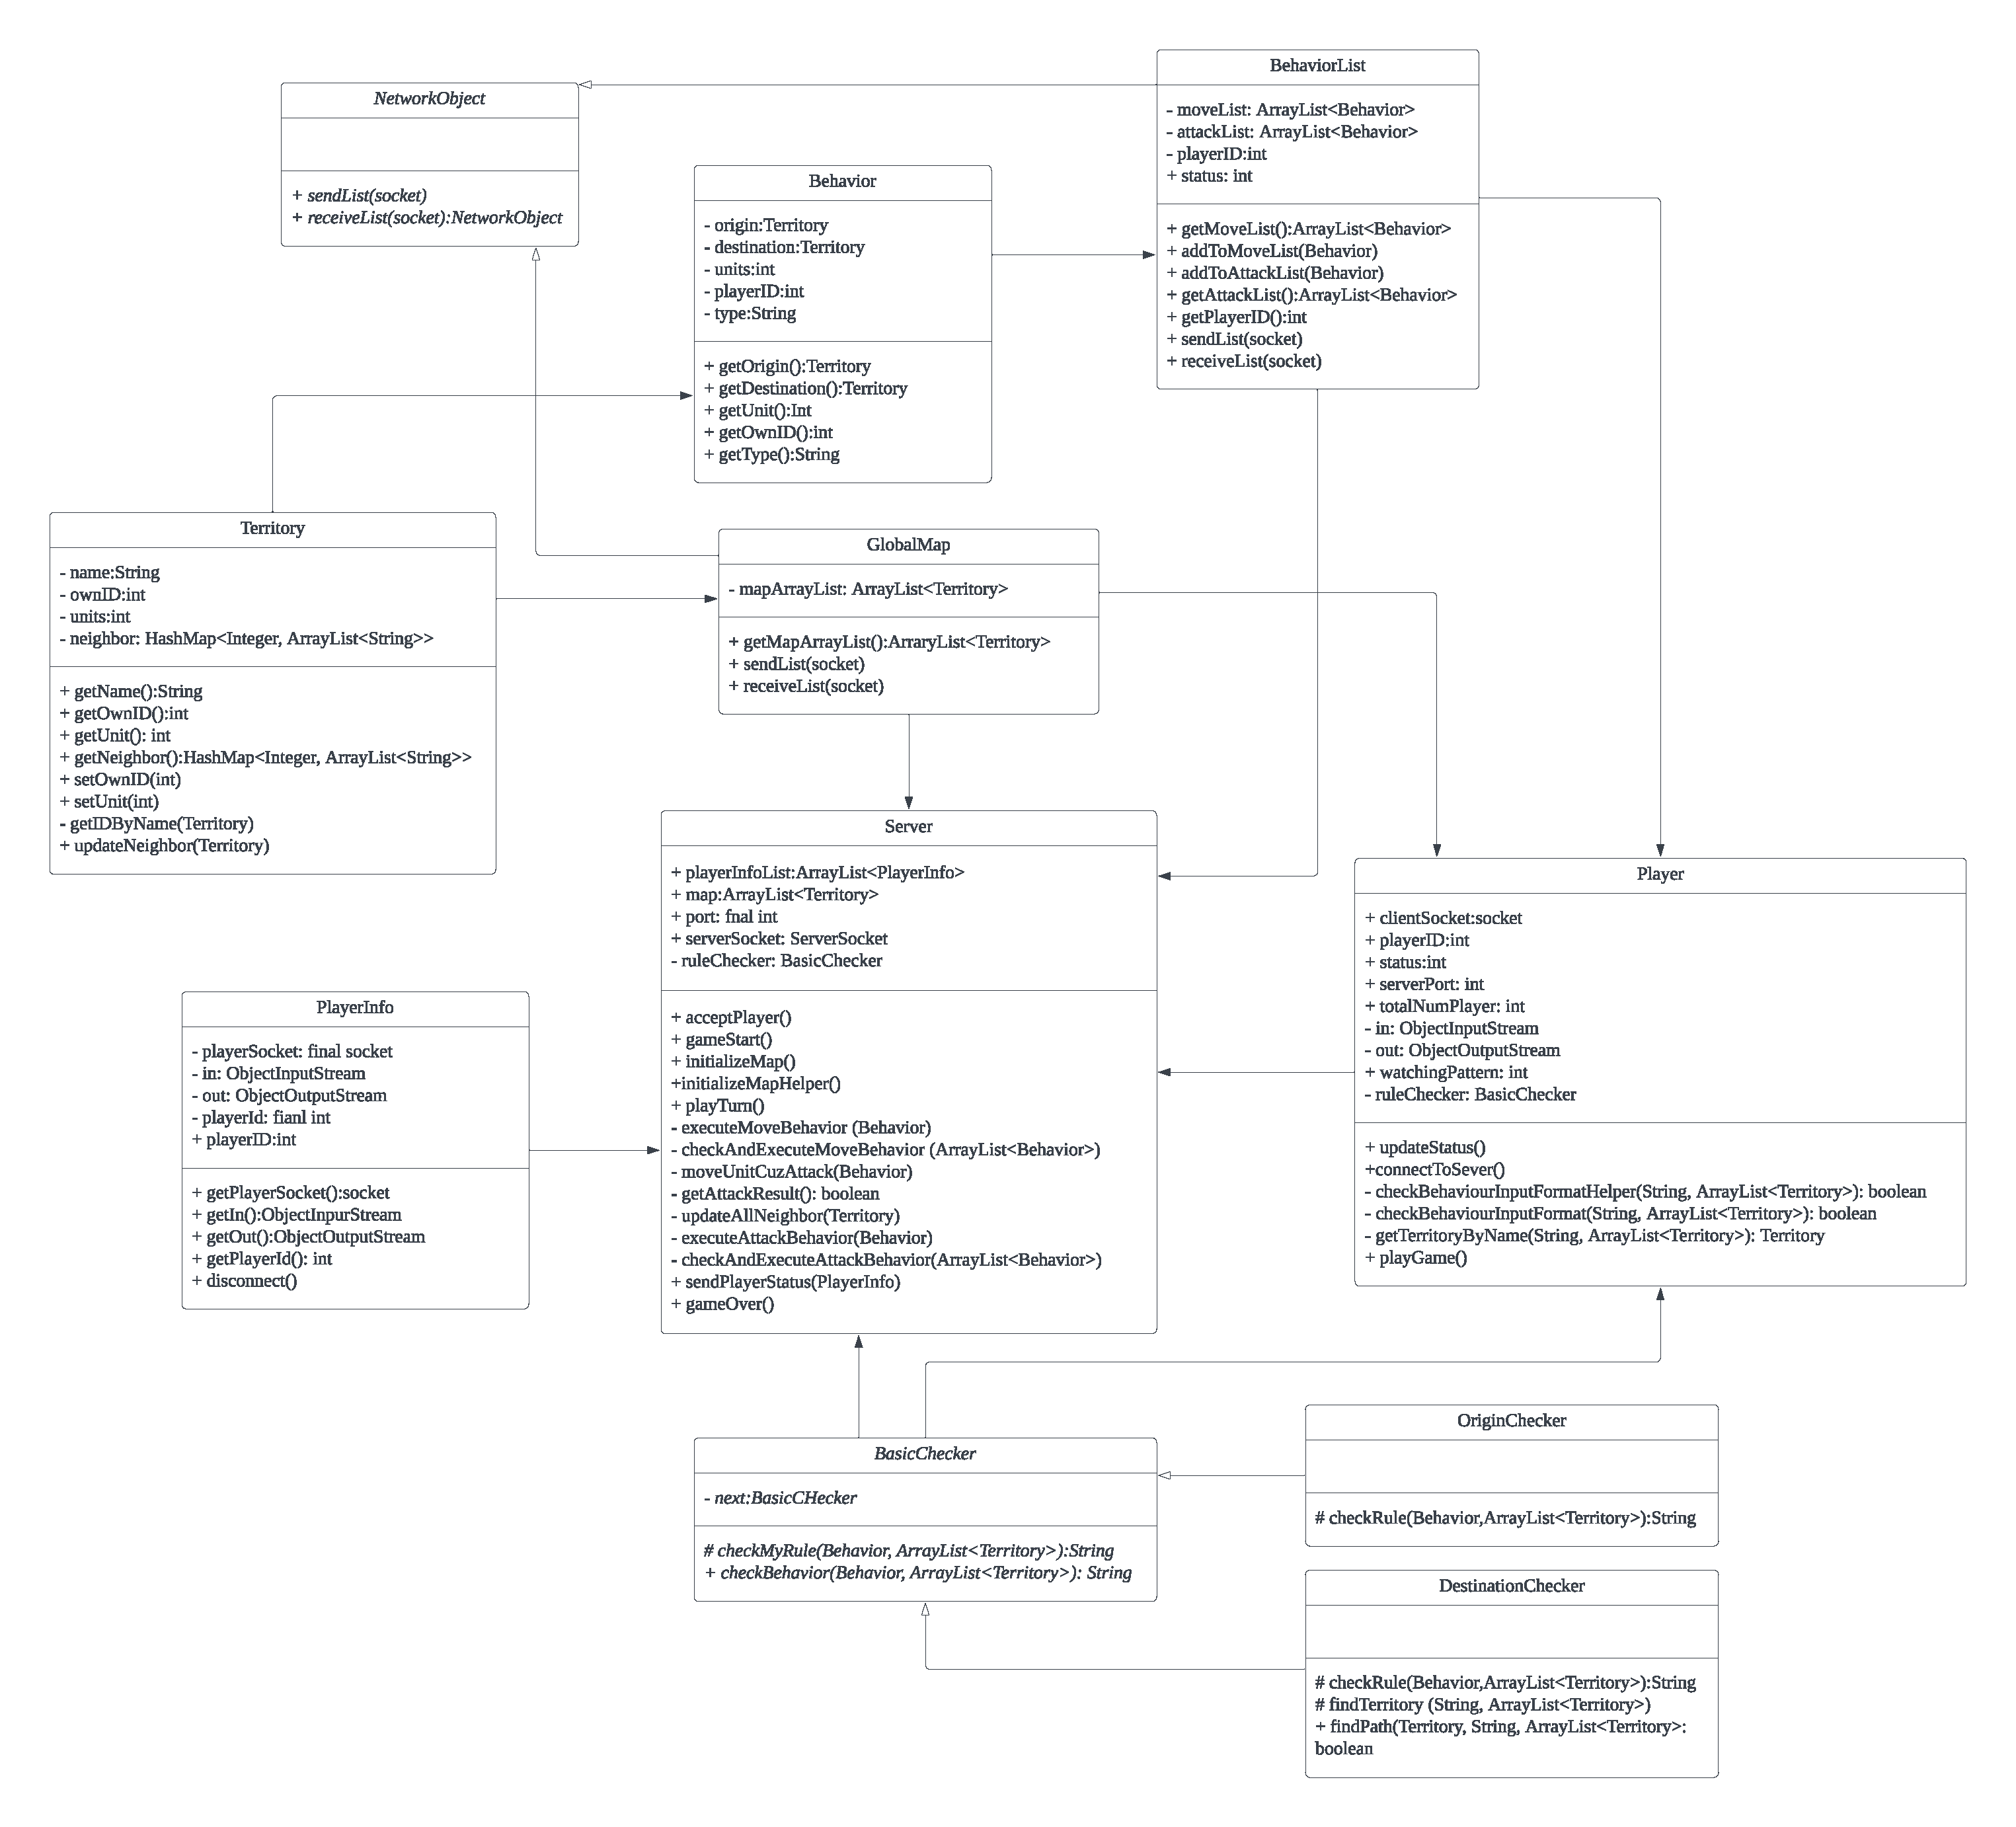 NetworkObject
+ sendList(socket)
+ receiveList(socket):NetworkObject
BehaviorList
- moveList: ArrayList<Behavior>
- attackList: ArrayList<Behavior>
- playerID:int
+ status: int
+ getMoveList():ArrayList<Behavior>
+ addToMoveList(Behavior)
+ addToAttackList(Behavior)
+ getAttackList():ArrayList<Behavior>
+ getPlayerID():int
+ sendList(socket)
+ receiveList(socket)
Behavior
- origin:Territory
- destination:Territory
- units:int
- playerID:int
- type:String
+ getOrigin():Territory
+ getDestination():Territory
+ getUnit():Int
+ getOwnID():int
+ getType():String
Territory
- name:String
- ownID:int
- units:int
- neighbor: HashMap<Integer, ArrayList<String>>
+ getName():String
+ getOwnID():int
+ getUnit(): int
+ getNeighbor():HashMap<Integer, ArrayList<String>>
+ setOwnID(int)
+ setUnit(int)
- getIDByName(Territory)
+ updateNeighbor(Territory)
GlobalMap
- mapArrayList: ArrayList<Territory>
+ getMapArrayList():ArraryList<Territory>
+ sendList(socket)
+ receiveList(socket)
Server
+ playerInfoList:ArrayList<PlayerInfo>
+ map:ArrayList<Territory>
+ port: fnal int
+ serverSocket: ServerSocket
- ruleChecker: BasicChecker
+ acceptPlayer()
+ gameStart()
+ initializeMap()
+initializeMapHelper()
+ playTurn()
- executeMoveBehavior (Behavior)
- checkAndExecuteMoveBehavior (ArrayList<Behavior>)
- moveUnitCuzAttack(Behavior)
- getAttackResult(): boolean
- updateAllNeighbor(Territory)
- executeAttackBehavior(Behavior)
- checkAndExecuteAttackBehavior(ArrayList<Behavior>)
+ sendPlayerStatus(PlayerInfo)
+ gameOver()
Player
+ clientSocket:socket
+ playerID:int
+ status:int
+ serverPort: int
+ totalNumPlayer: int
- in: ObjectInputStream
- out: ObjectOutputStream
+ watchingPattern: int
- ruleChecker: BasicChecker
+ updateStatus()
+connectToSever()
- checkBehaviourInputFormatHelper(String, ArrayList<Territory>): boolean
- checkBehaviourInputFormat(String, ArrayList<Territory>): boolean
- getTerritoryByName(String, ArrayList<Territory>): Territory
+ playGame()
PlayerInfo
- playerSocket: final socket
- in: ObjectInputStream
- out: ObjectOutputStream
- playerId: fianl int
+ playerID:int
+ getPlayerSocket():socket
+ getIn():ObjectInpurStream
+ getOut():ObjectOutputStream
+ getPlayerId(): int
+ disconnect()
BasicChecker
- next:BasicCHecker
# checkMyRule(Behavior, ArrayList<Territory>):String
+ checkBehavior(Behavior, ArrayList<Territory>): String
OriginChecker
# checkRule(Behavior,ArrayList<Territory>):String
DestinationChecker
# checkRule(Behavior,ArrayList<Territory>):String
# findTerritory (String, ArrayList<Territory>)
+ findPath(Territory, String, ArrayList<Territory>:
boolean